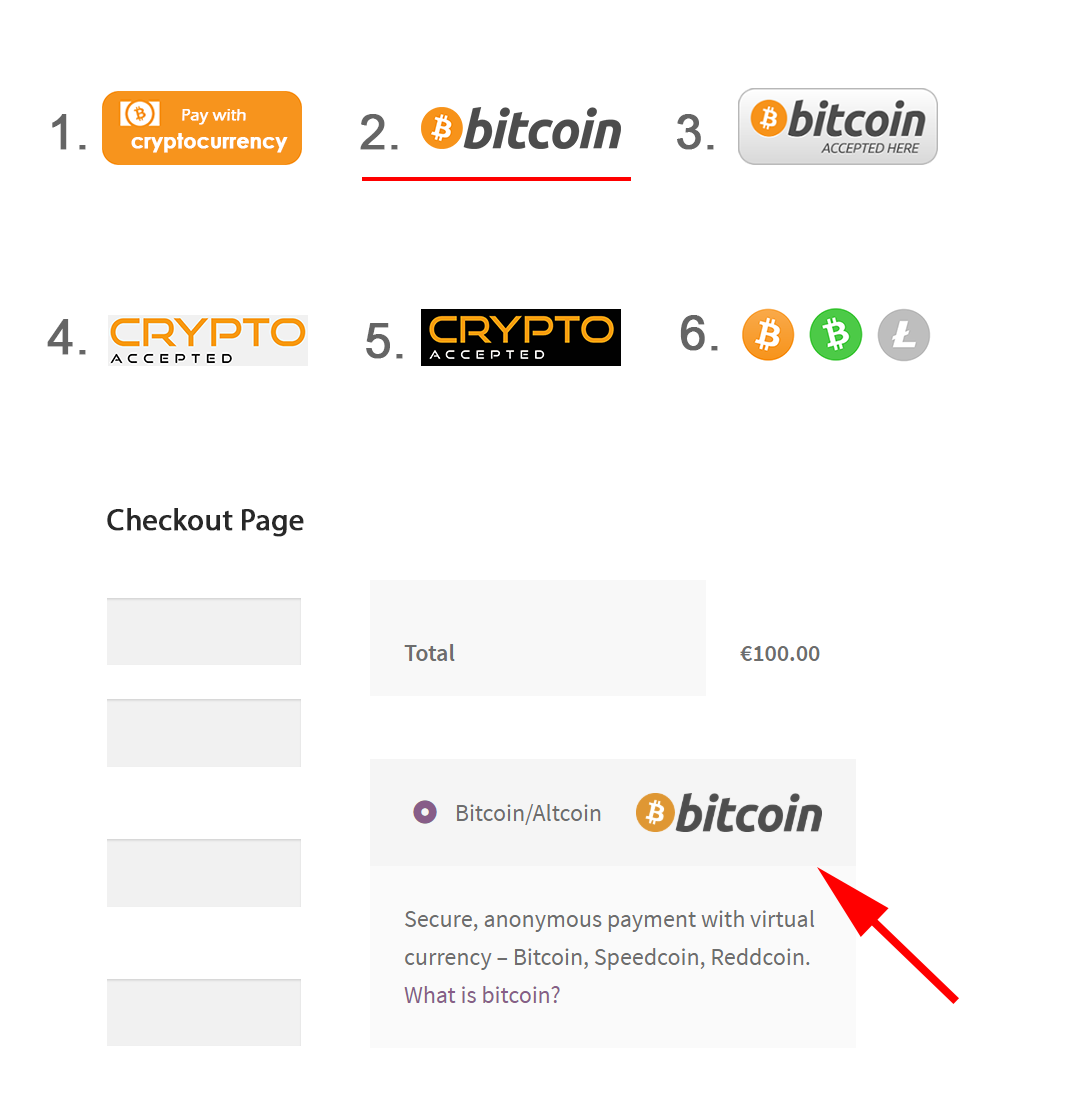 1. Pay with
cryptocurrency
2. bitcoin
3. bitcoin
ACCEPTED HERE
4. CRYPTO
ACCEPTED
5. CRYPTO
ACCEPTED
6.
Checkout Page
Total €100.00
Bitcoin/Altcoin bitcoin
Secure, anonymous payment with virtual
currency – Bitcoin, Speedcoin, Reddcoin.
What is bitcoin?